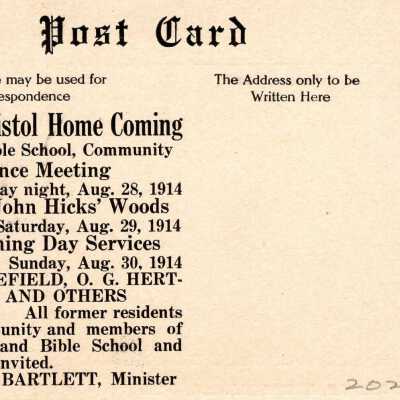 Post Card
e may be used for
espondence
The Address only to be
Written Here
istol Home Coming
ble School, Community
nce Meeting
ay night, Aug. 28, 1914
John Hicks' Woods
Saturday, Aug. 29, 1914
ning Day Services
Sunday, Aug. 30, 1914
EFIELD, O. G. HERT-
AND OTHERS
All former residents
unity and members of
and Bible School and
nvited.
BARTLETT, Minister
202